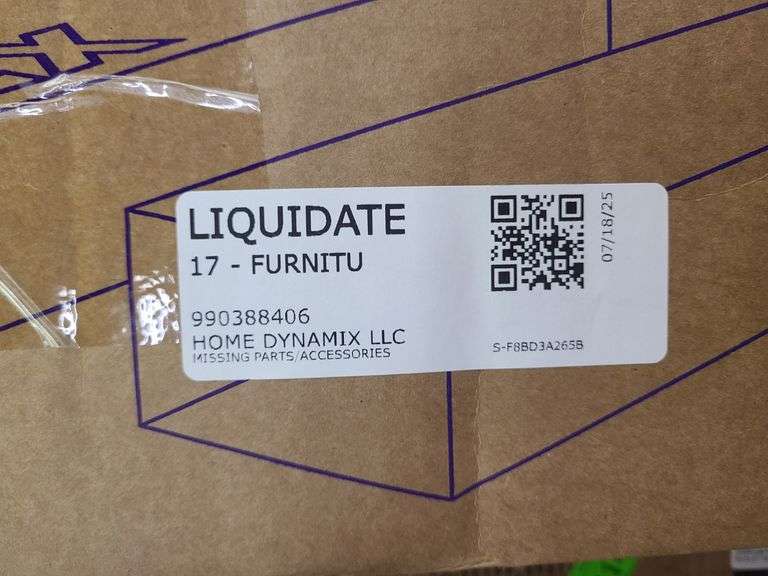 LIQUIDATE
17 - FURNITU
990388406
HOME DYNAMIX LLC
MISSING PARTS/ACCESSORIES
07/18/25
S-F8BD3A265B